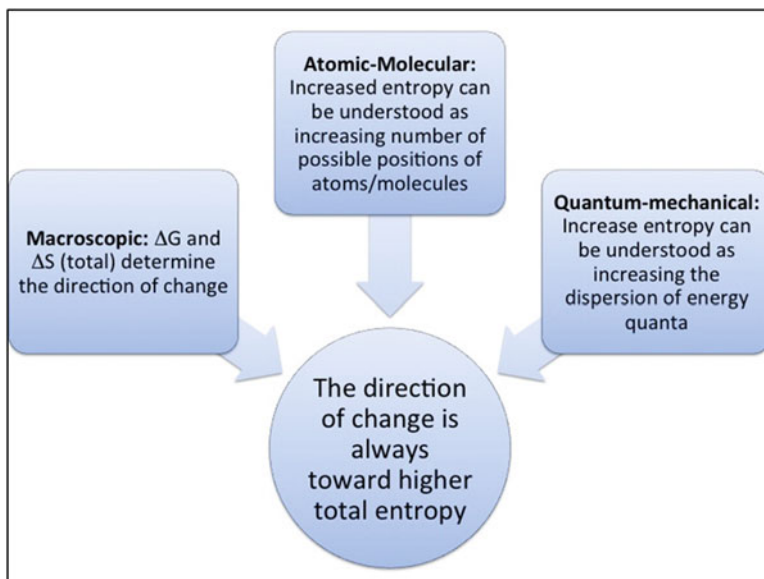 Atomic-Molecular:
Increased entropy can
be understood as
increasing number of
possible positions of
atoms/molecules
Macroscopic: ΔG and
ΔS (total) determine
the direction of change
Quantum-mechanical:
Increase entropy can
be understood as
increasing the
dispersion of energy
quanta
The direction
of change is
always
toward higher
total entropy